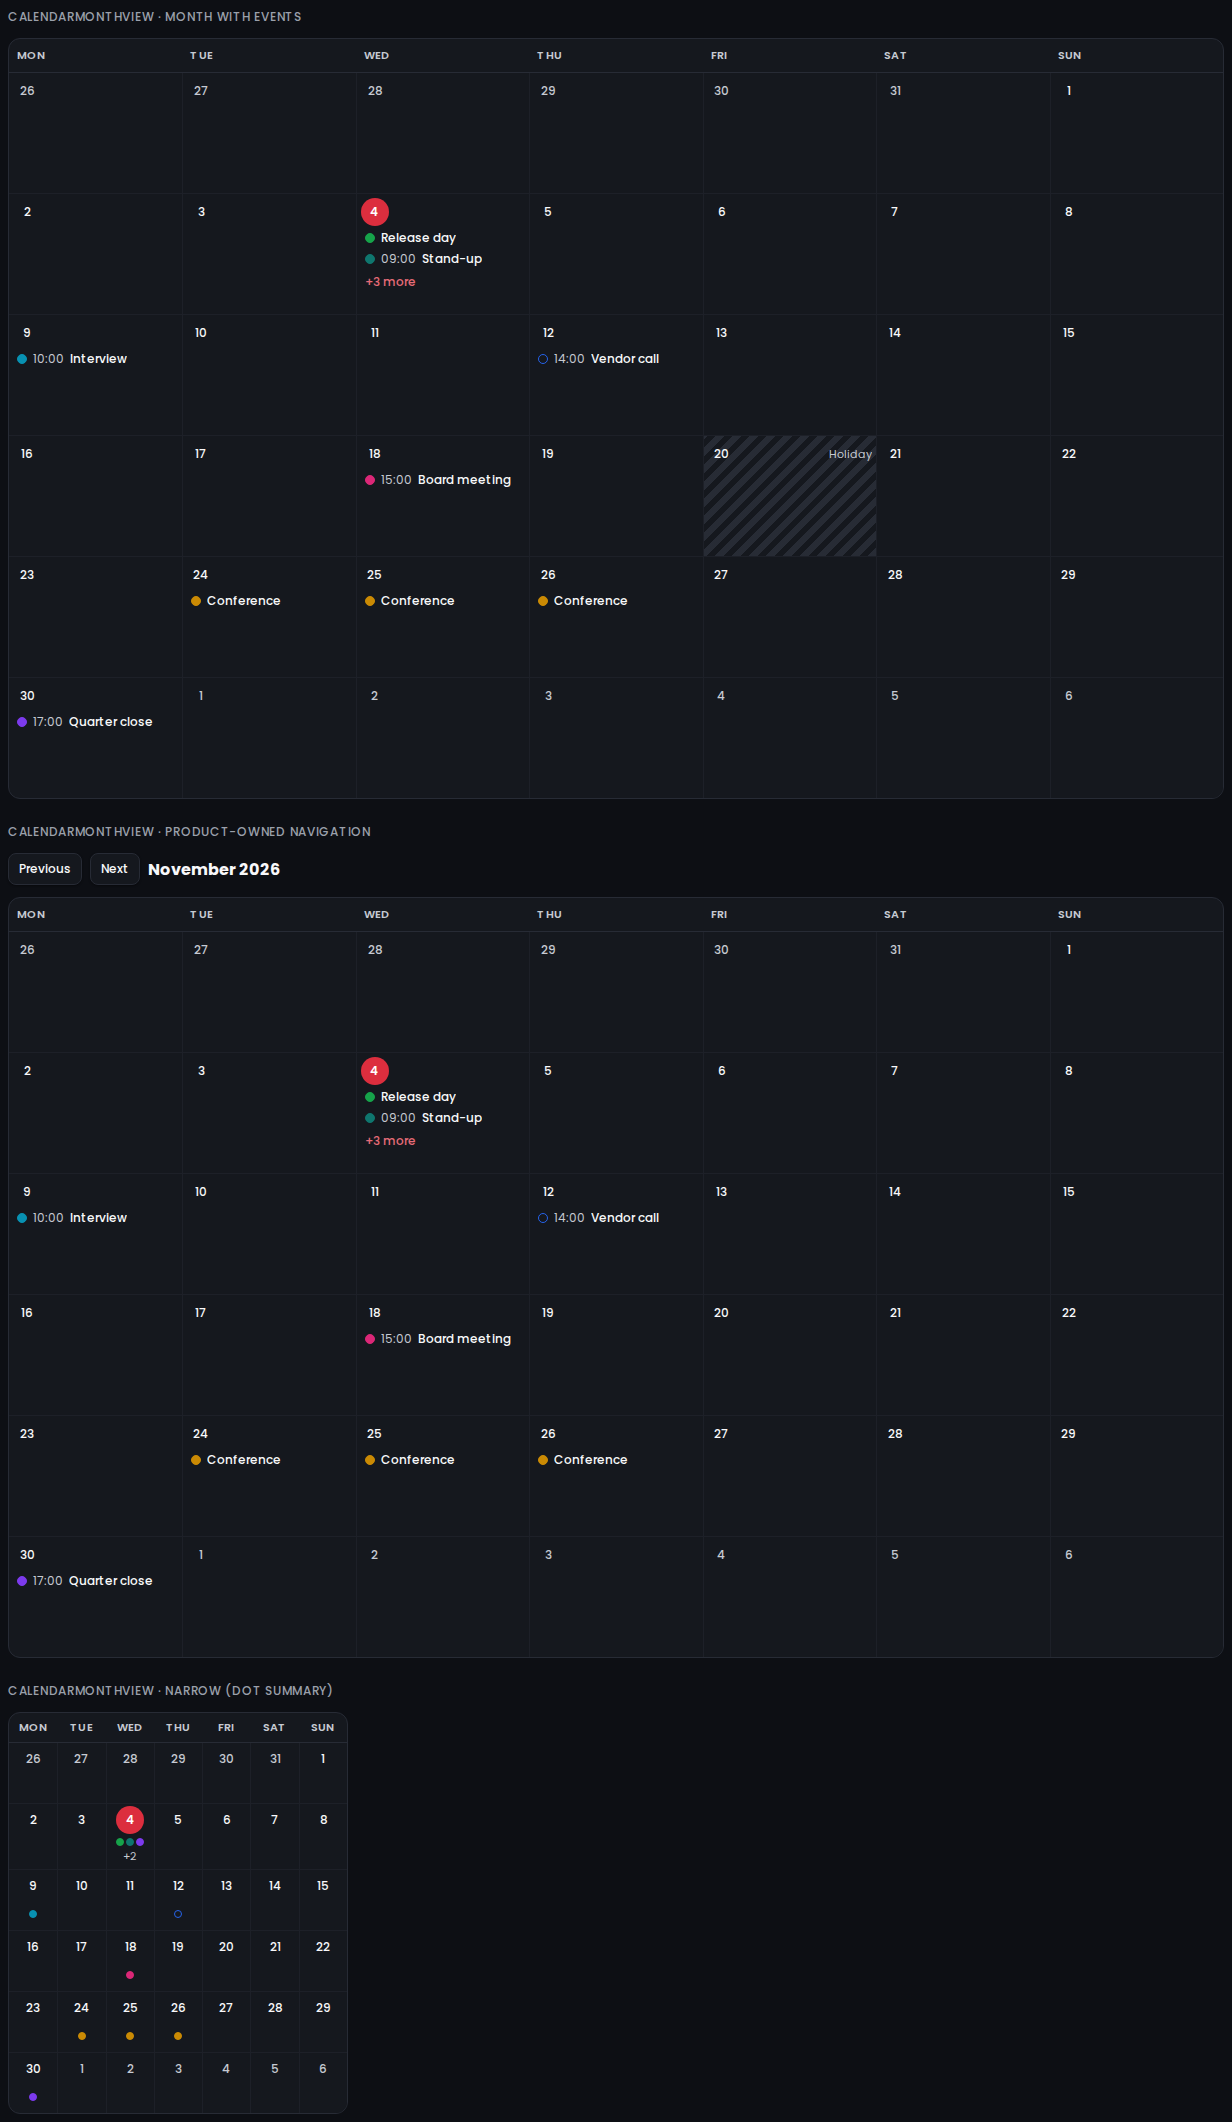 CALENDARMONTHVIEW · MONTH WITH EVENTS
MON TUE WED THU FRI SAT SUN
26 27 28 29 30 31 1
2 3 4 5 6 7 8
Release day
09:00 Stand-up
+3 more
9 10 11 12 13 14 15
10:00 Interview 14:00 Vendor call
16 17 18 19 20 Holiday 21 22
15:00 Board meeting
23 24 25 26 27 28 29
Conference Conference Conference
30 1 2 3 4 5 6
17:00 Quarter close
CALENDARMONTHVIEW · PRODUCT-OWNED NAVIGATION
Previous Next November 2026
MON TUE WED THU FRI SAT SUN
26 27 28 29 30 31 1
2 3 4 5 6 7 8
Release day
09:00 Stand-up
+3 more
9 10 11 12 13 14 15
10:00 Interview 14:00 Vendor call
16 17 18 19 20 21 22
15:00 Board meeting
23 24 25 26 27 28 29
Conference Conference Conference
30 1 2 3 4 5 6
17:00 Quarter close
CALENDARMONTHVIEW · NARROW (DOT SUMMARY)
MON TUE WED THU FRI SAT SUN
26 27 28 29 30 31 1
2 3 4 5 6 7 8
+2
9 10 11 12 13 14 15
16 17 18 19 20 21 22
23 24 25 26 27 28 29
30 1 2 3 4 5 6